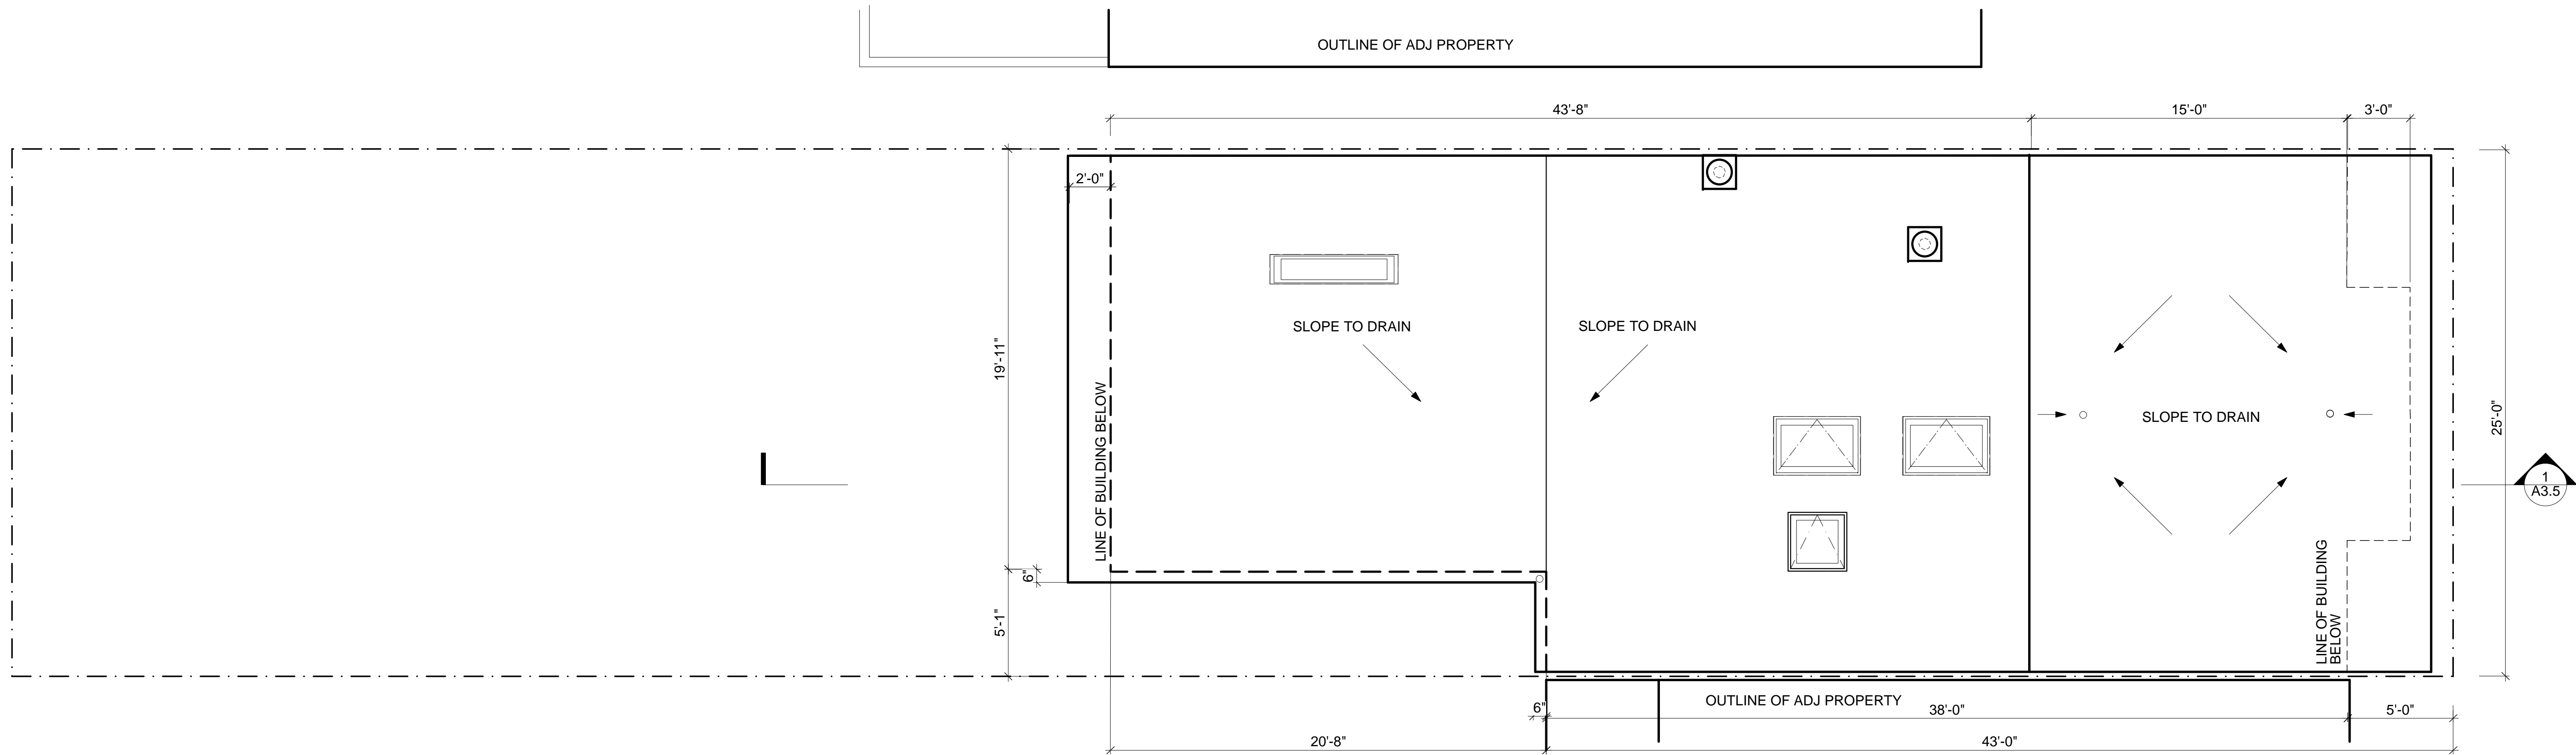 OUTLINE OF ADJ PROPERTY
43'-8"
15'-0"
3'-0"
2'-0"
SLOPE TO DRAIN
SLOPE TO DRAIN
19'-11"
LINE OF BUILDING BELOW
SLOPE TO DRAIN
25'-0"
1
A3.5
6"
5'-1"
LINE OF BUILDING
BELOW
OUTLINE OF ADJ PROPERTY
6"
38'-0"
5'-0"
20'-8"
43'-0"